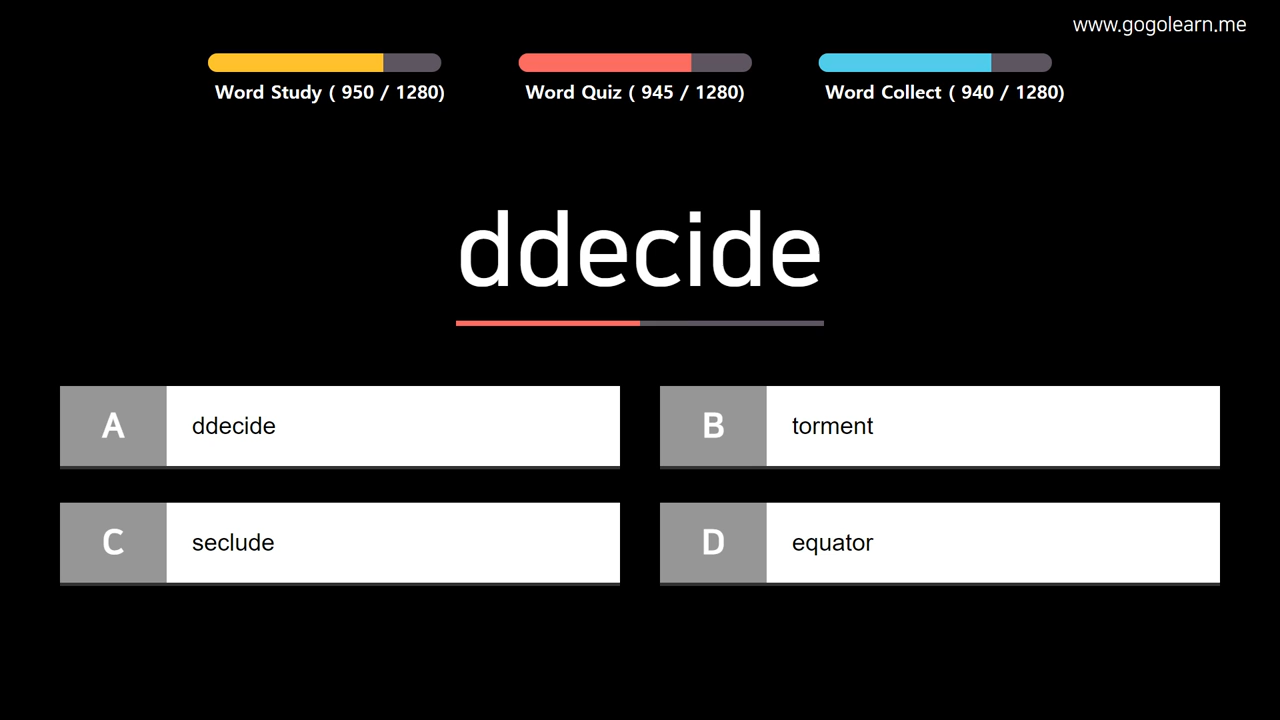 www.gogolearn.me
Word Study ( 950 / 1280)
Word Quiz ( 945 / 1280)
Word Collect ( 940 / 1280)
ddecide
A ddecide
B torment
C seclude
D equator